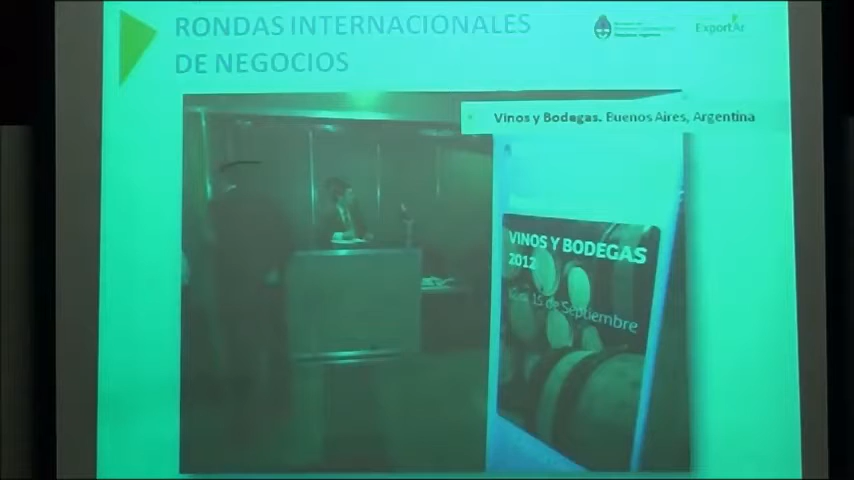 RONDAS INTERNACIONALES
DE NEGOCIOS
ExportAr
Vinos y Bodegas. Buenos Aires, Argentina
VINOS Y BODEGAS
2012
15 de Septiembre